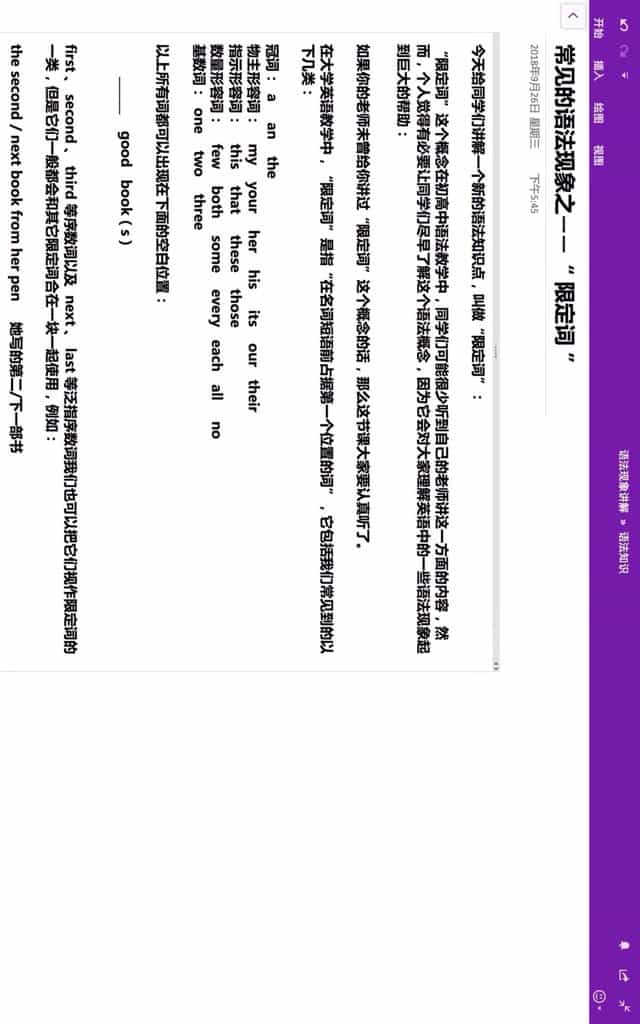 语法现象讲解 » 语法知识
开始 插入 绘图 视图
常见的语法现象之一—“限定词”
2018年9月26日 星期三 下午5:45
今天给同学们讲解一个新的语法知识点，叫做“限定词”：
“限定词”这个概念在初高中语法教学中，同学们可能很少听到自己的老师讲这一方面的内容，然
而，个人觉得有必要让同学们尽早了解这个语法概念，因为它会对大家理解英语中的一些语法现象起
到巨大的帮助：
如果你的老师未曾给你讲过“限定词”这个概念的话，那么这节课大家要认真听了。
在大学英语教学中，“限定词”是指“在名词短语前占据第一个位置的词”，它包括我们常见到的以
下几类：
冠词： a an the
物主形容词： my your her his its our their
指示形容词： this that these those
数量形容词： few both some every each all no
基数词： one two three
以上所有词都可以出现在下面的空白位置：
____ good book ( s )
first 、 second 、 third 等序数词以及 next 、 last 等泛指序数词我们也可以把它们视作限定词的
一类，但是它们一般都会和其它限定词合在一块一起使用，例如：
the second / next book from her pen 她写的第二/下一部书